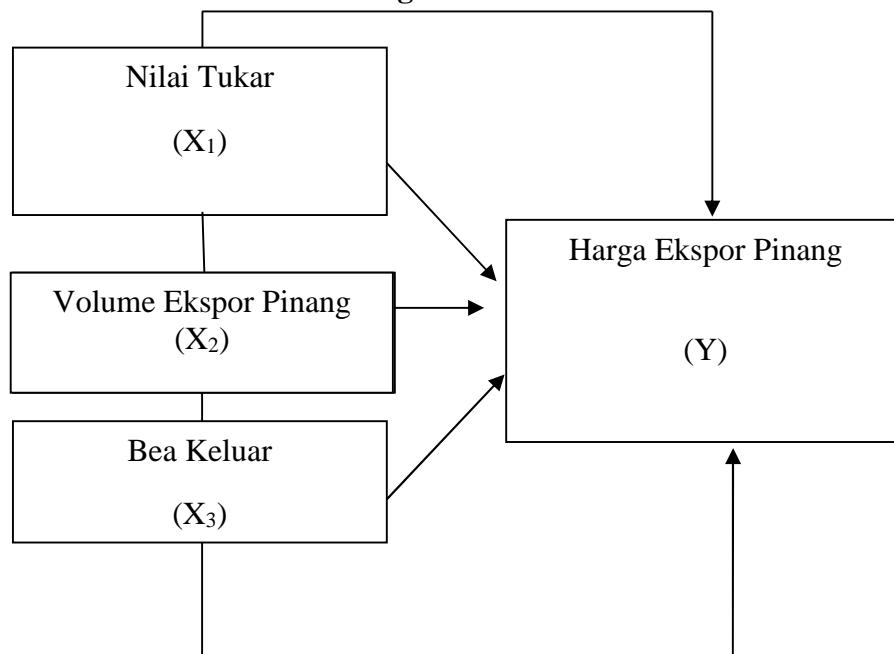 Nilai Tukar
(X₁)
Volume Ekspor Pinang
(X₂)
Bea Keluar
(X₃)
Harga Ekspor Pinang
(Y)